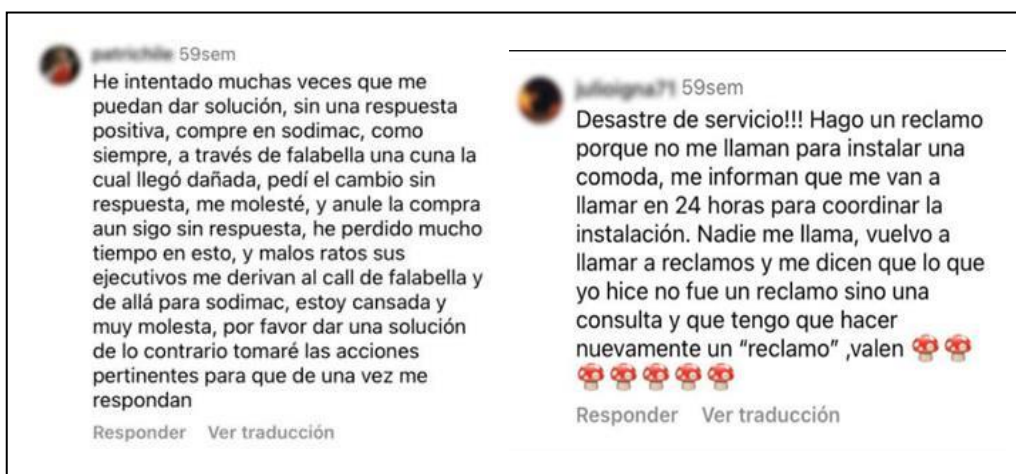 59sem
He intentado muchas veces que me
puedan dar solución, sin una respuesta
positiva, compre en sodimac, como
siempre, a través de falabella una cuna la
cual llegó dañada, pedí el cambio sin
respuesta, me molesté, y anule la compra
aun sigo sin respuesta, he perdido mucho
tiempo en esto, y malos ratos sus
ejecutivos me derivan al call de falabella y
de allá para sodimac, estoy cansada y
muy molesta, por favor dar una solución
de lo contrario tomaré las acciones
pertinentes para que de una vez me
respondan
Responder Ver traducción
59sem
Desastre de servicio!!! Hago un reclamo
porque no me llaman para instalar una
comoda, me informan que me van a
llamar en 24 horas para coordinar la
instalación. Nadie me llama, vuelvo a
llamar a reclamos y me dicen que lo que
yo hice no fue un reclamo sino una
consulta y que tengo que hacer
nuevamente un “reclamo” ,valen 🍄🍄
🍄🍄🍄🍄🍄
Responder Ver traducción